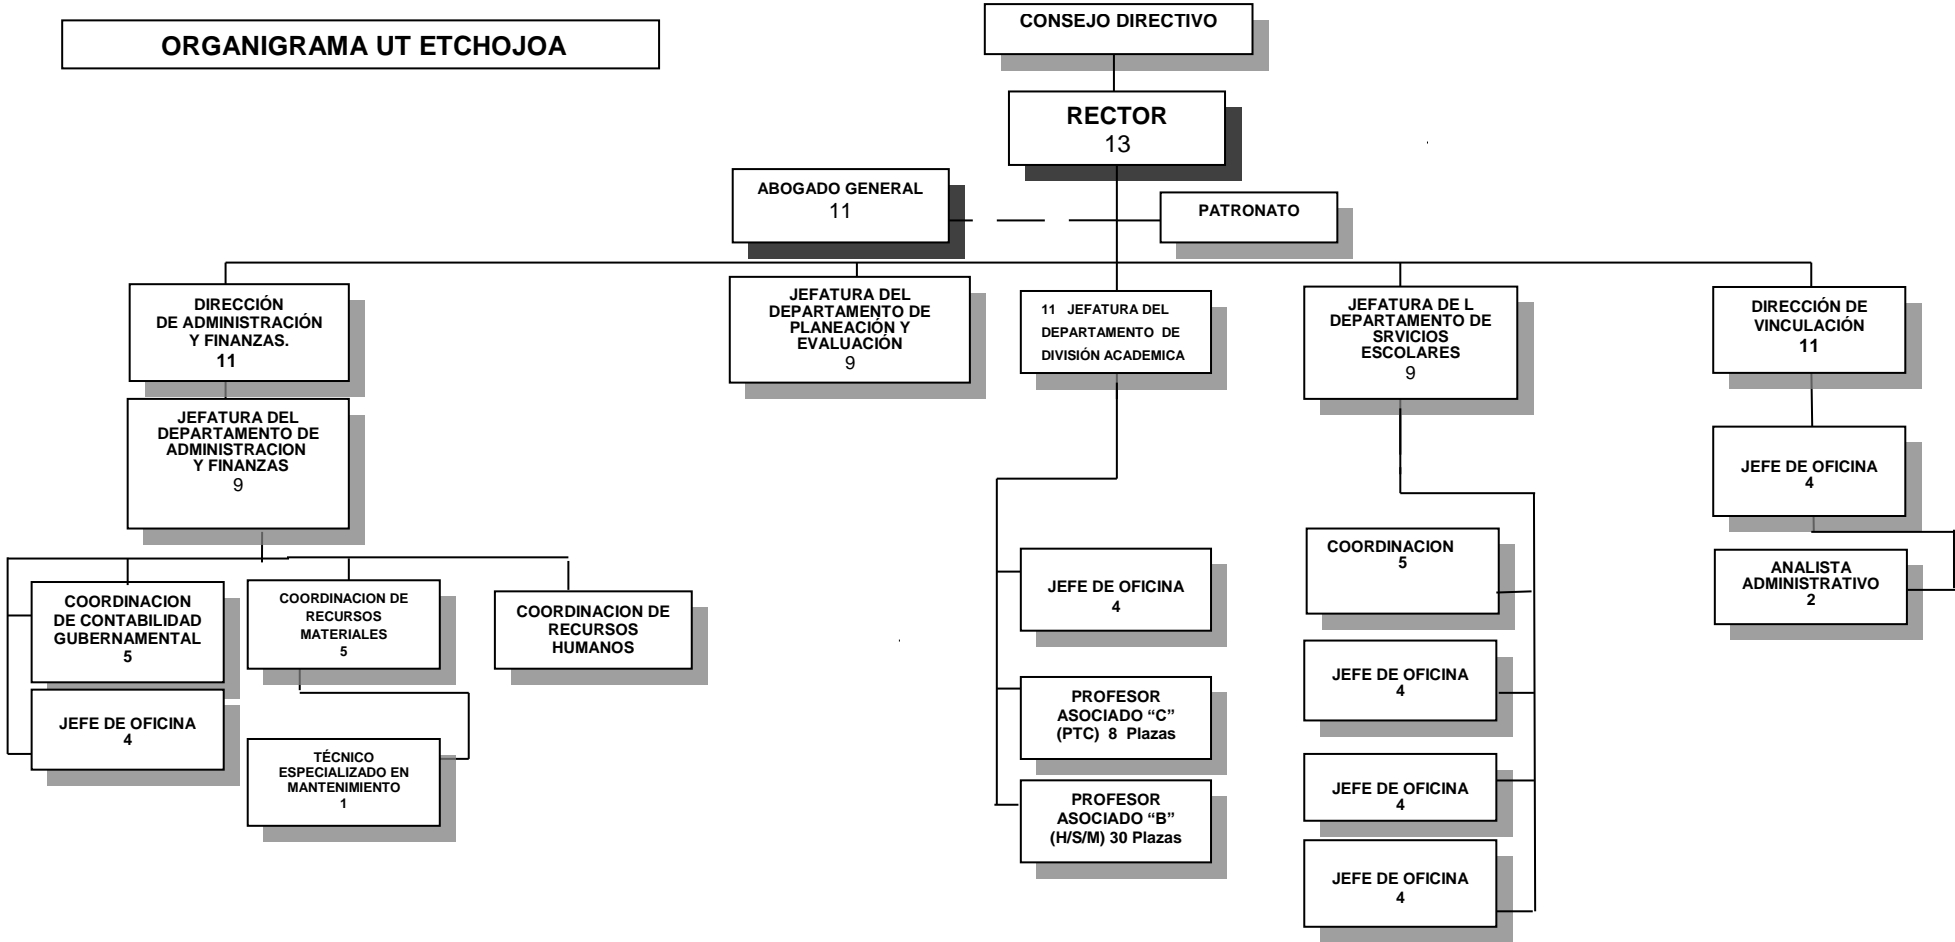 ORGANIGRAMA UT ETCHOJOA
CONSEJO DIRECTIVO
RECTOR
13
ABOGADO GENERAL
11
PATRONATO
DIRECCIÓN
DE ADMINISTRACIÓN
Y FINANZAS.
11
JEFATURA DEL
DEPARTAMENTO DE
PLANEACIÓN Y
EVALUACIÓN
9
11 JEFATURA DEL
DEPARTAMENTO DE
DIVISIÓN ACADEMICA
JEFATURA DE L
DEPARTAMENTO DE
SRVICIOS
ESCOLARES
9
DIRECCIÓN DE
VINCULACIÓN
11
JEFATURA DEL
DEPARTAMENTO DE
ADMINISTRACION
Y FINANZAS
9
JEFE DE OFICINA
4
COORDINACION
DE CONTABILIDAD
GUBERNAMENTAL
5
COORDINACION DE
RECURSOS
MATERIALES
5
COORDINACION DE
RECURSOS
HUMANOS
JEFE DE OFICINA
4
COORDINACION
5
ANALISTA
ADMINISTRATIVO
2
JEFE DE OFICINA
4
TÉCNICO
ESPECIALIZADO EN
MANTENIMIENTO
1
PROFESOR
ASOCIADO “C”
(PTC) 8 Plazas
JEFE DE OFICINA
4
PROFESOR
ASOCIADO “B”
(H/S/M) 30 Plazas
JEFE DE OFICINA
4
JEFE DE OFICINA
4